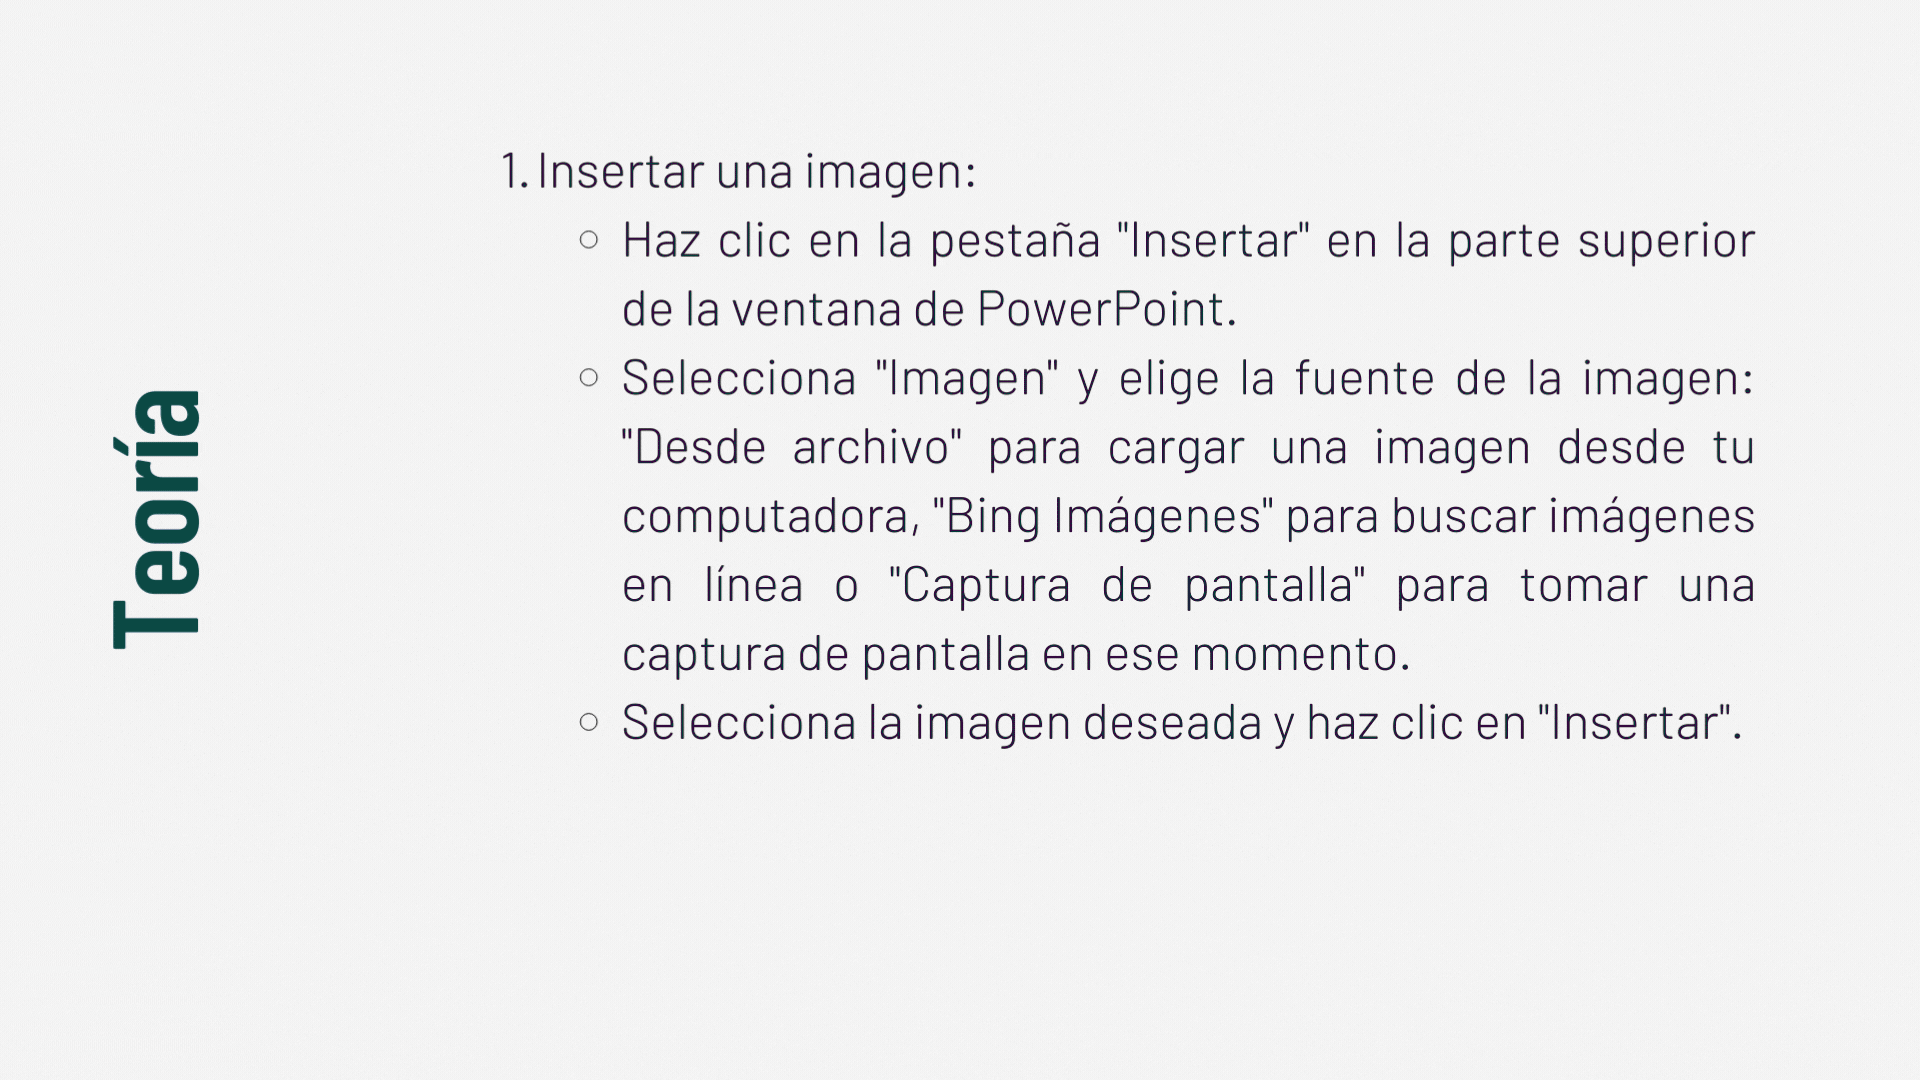 Teoría
1. Insertar una imagen:
○ Haz clic en la pestaña "Insertar" en la parte superior
de la ventana de PowerPoint.
○ Selecciona "Imagen" y elige la fuente de la imagen:
"Desde archivo" para cargar una imagen desde tu
computadora, "Bing Imágenes" para buscar imágenes
en línea o "Captura de pantalla" para tomar una
captura de pantalla en ese momento.
○ Selecciona la imagen deseada y haz clic en "Insertar".